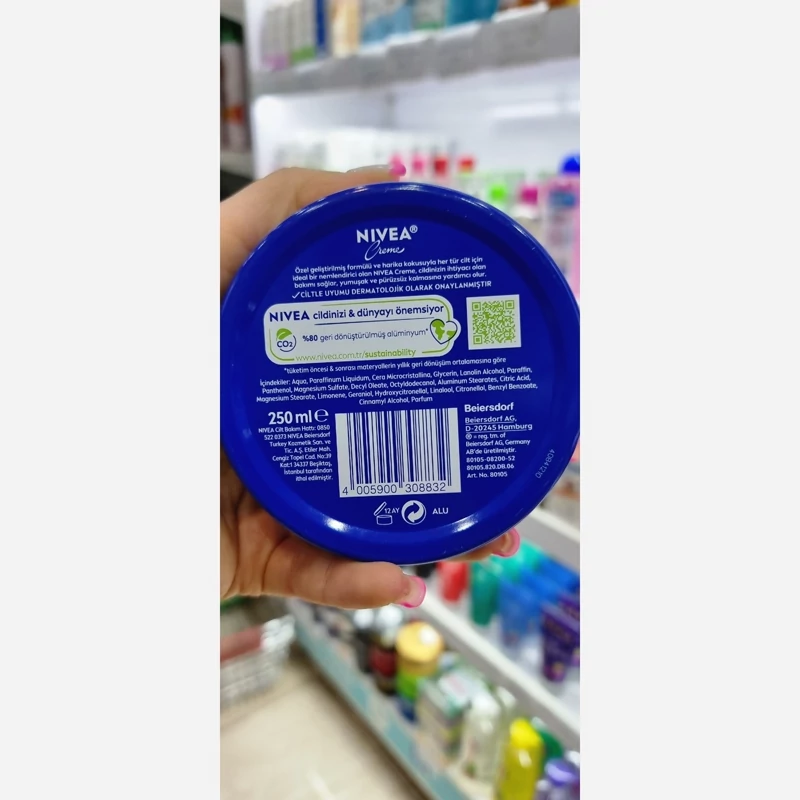 NIVEA®
Creme
Özel geliştirilmiş formülü ve harika kokusuyla her tür cilt için
ideal bir nemlendirici olan NIVEA Creme, cildinizin ihtiyacı olan
bakımı sağlar, yumuşak ve pürüzsüz kalmasına yardımcı olur.
✓CİLTLE UYUMU DERMATOLOJİK OLARAK ONAYLANMIŞTIR
NIVEA cildinizi & dünyayı önemsiyor
CO2
%80 geri dönüştürülmüş alüminyum*
www.nivea.com.tr/sustainability
*tüketim öncesi & sonrası materyallerin yıllık geri dönüşüm ortalamasına göre
İçindekiler: Aqua, Paraffinum Liquidum, Cera Microcristallina, Glycerin, Lanolin Alcohol, Paraffin,
Panthenol, Magnesium Sulfate, Decyl Oleate, Octyldodecanol, Aluminum Stearates, Citric Acid,
Magnesium Stearate, Limonene, Geraniol, Hydroxycitronellal, Linalool, Citronellol, Benzyl Benzoate,
Cinnamyl Alcohol, Parfum
250 ml ℮
NIVEA Cilt Bakım Hattı: 0850
522 0373 NIVEA Beiersdorf
Turkey Kozmetik San. ve
Tic. A.Ş. Etiler Mah.
Cengiz Topel Cad. No:39
Kat:1 34337 Beşiktaş,
İstanbul tarafından
ithal edilmiştir.
4 005900 308832
Beiersdorf
Beiersdorf AG,
D-20245 Hamburg
® = reg. tm. of
Beiersdorf AG, Germany
AB'de üretilmiştir.
80105-08200-52
80105.820.DB.06
Art. No. 80105
12 AY
ALU